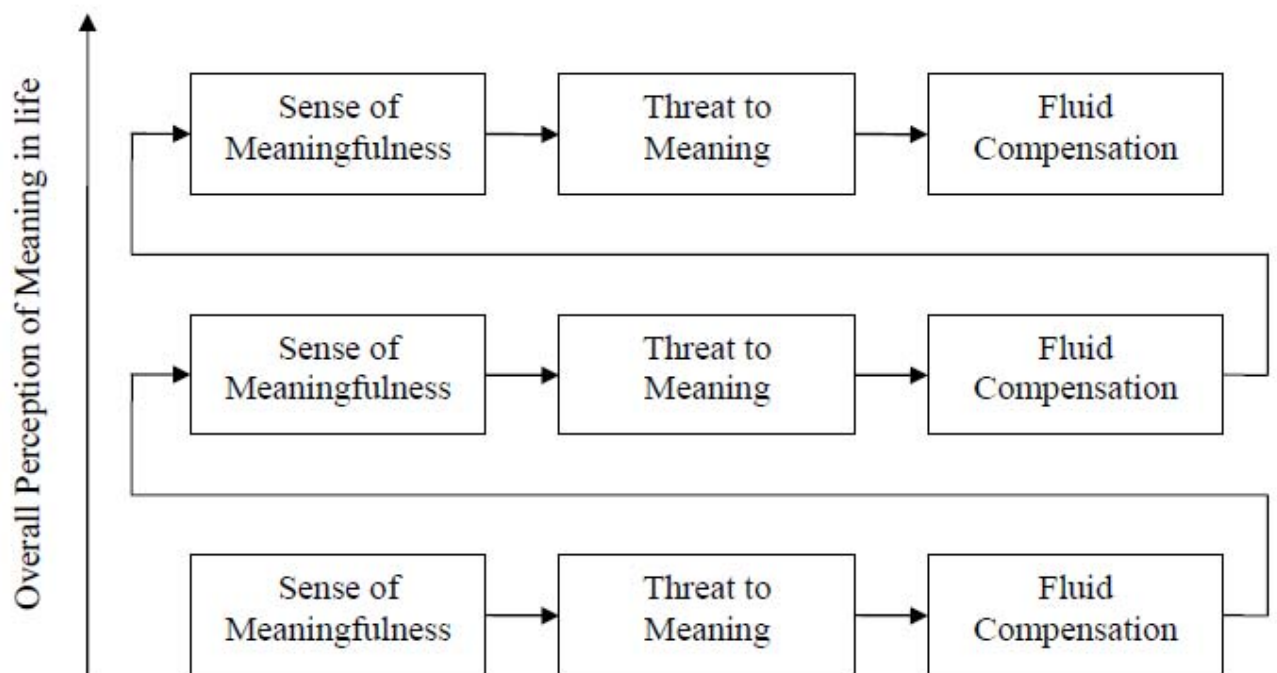 Overall Perception of Meaning in life
Sense of
Meaningfulness
Threat to
Meaning
Fluid
Compensation
Sense of
Meaningfulness
Threat to
Meaning
Fluid
Compensation
Sense of
Meaningfulness
Threat to
Meaning
Fluid
Compensation